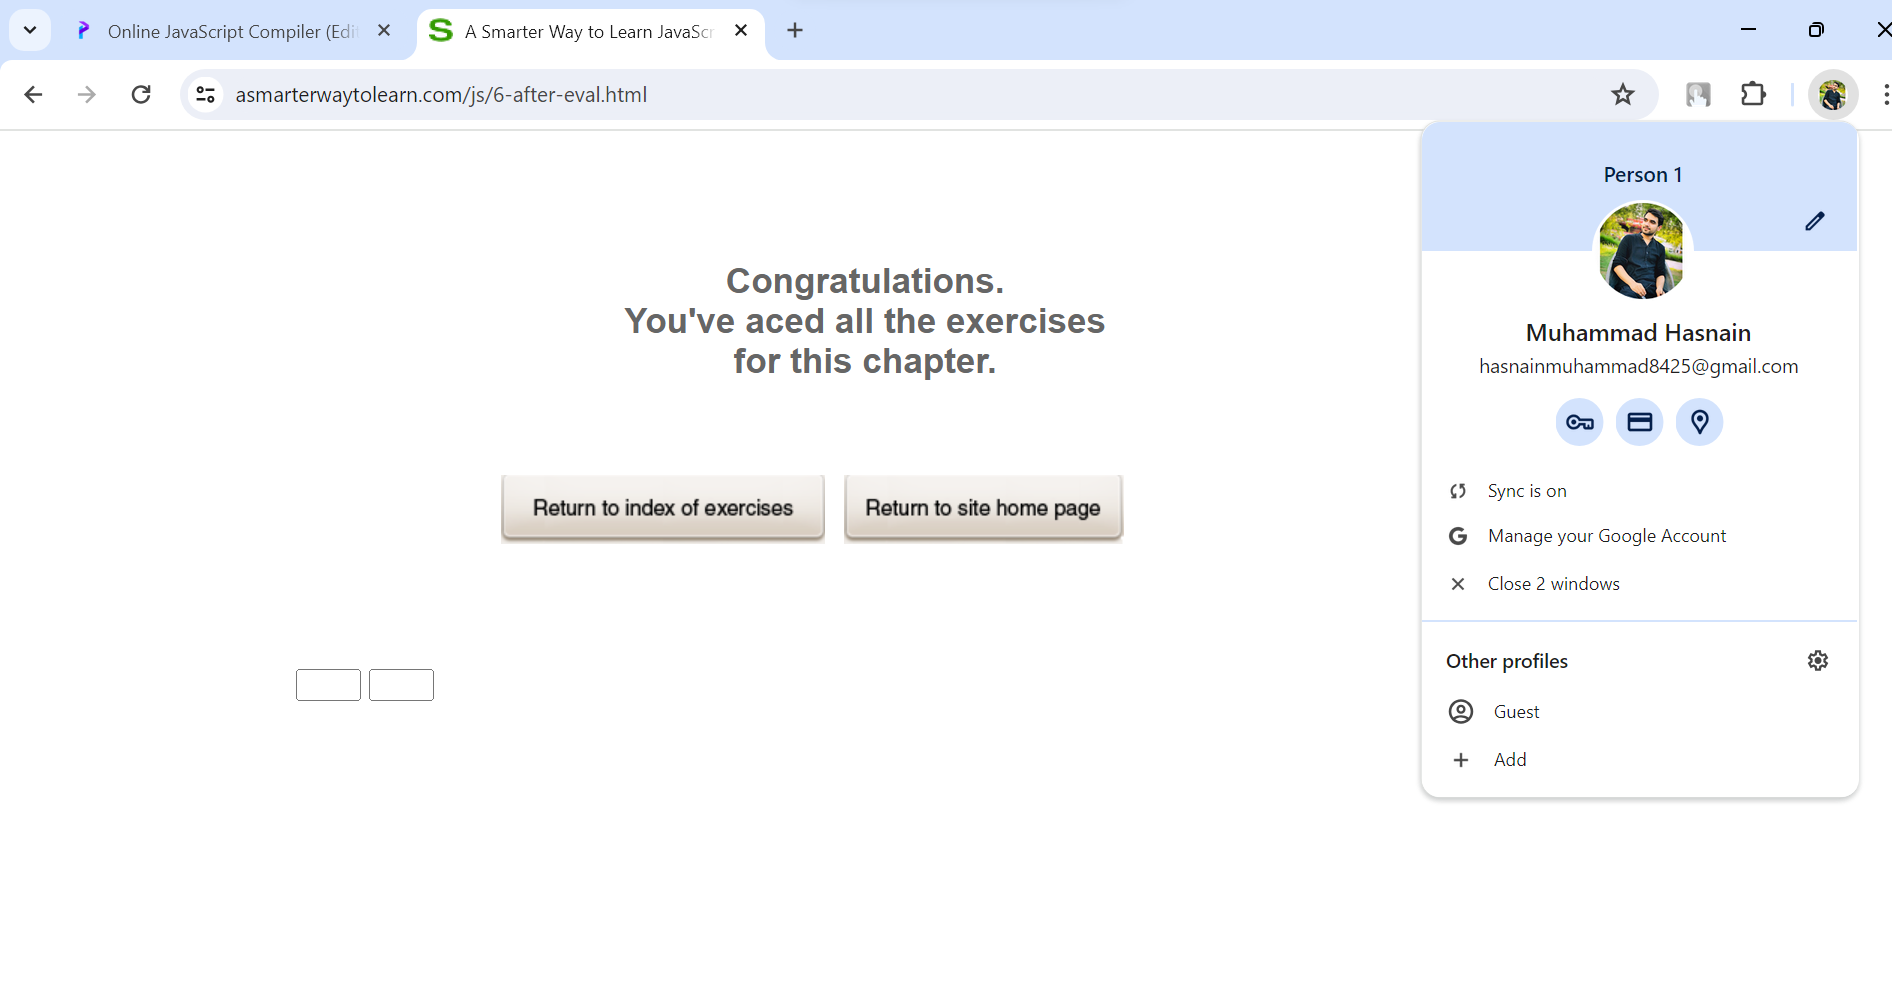 Online JavaScript Compiler (Edi
A Smarter Way to Learn JavaScr
asmarterwaytolearn.com/js/6-after-eval.html
Congratulations.
You've aced all the exercises
for this chapter.
Return to index of exercises
Return to site home page
Person 1
Muhammad Hasnain
hasnainmuhammad8425@gmail.com
Sync is on
Manage your Google Account
Close 2 windows
Other profiles
Guest
Add